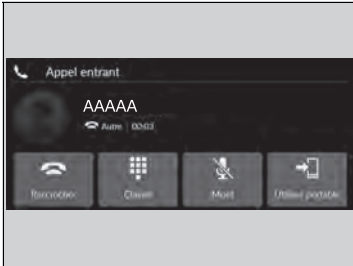 Appel entrant
AAAAA
Autre 00:03
Raccrocher Clavier Muet Utiliser portable